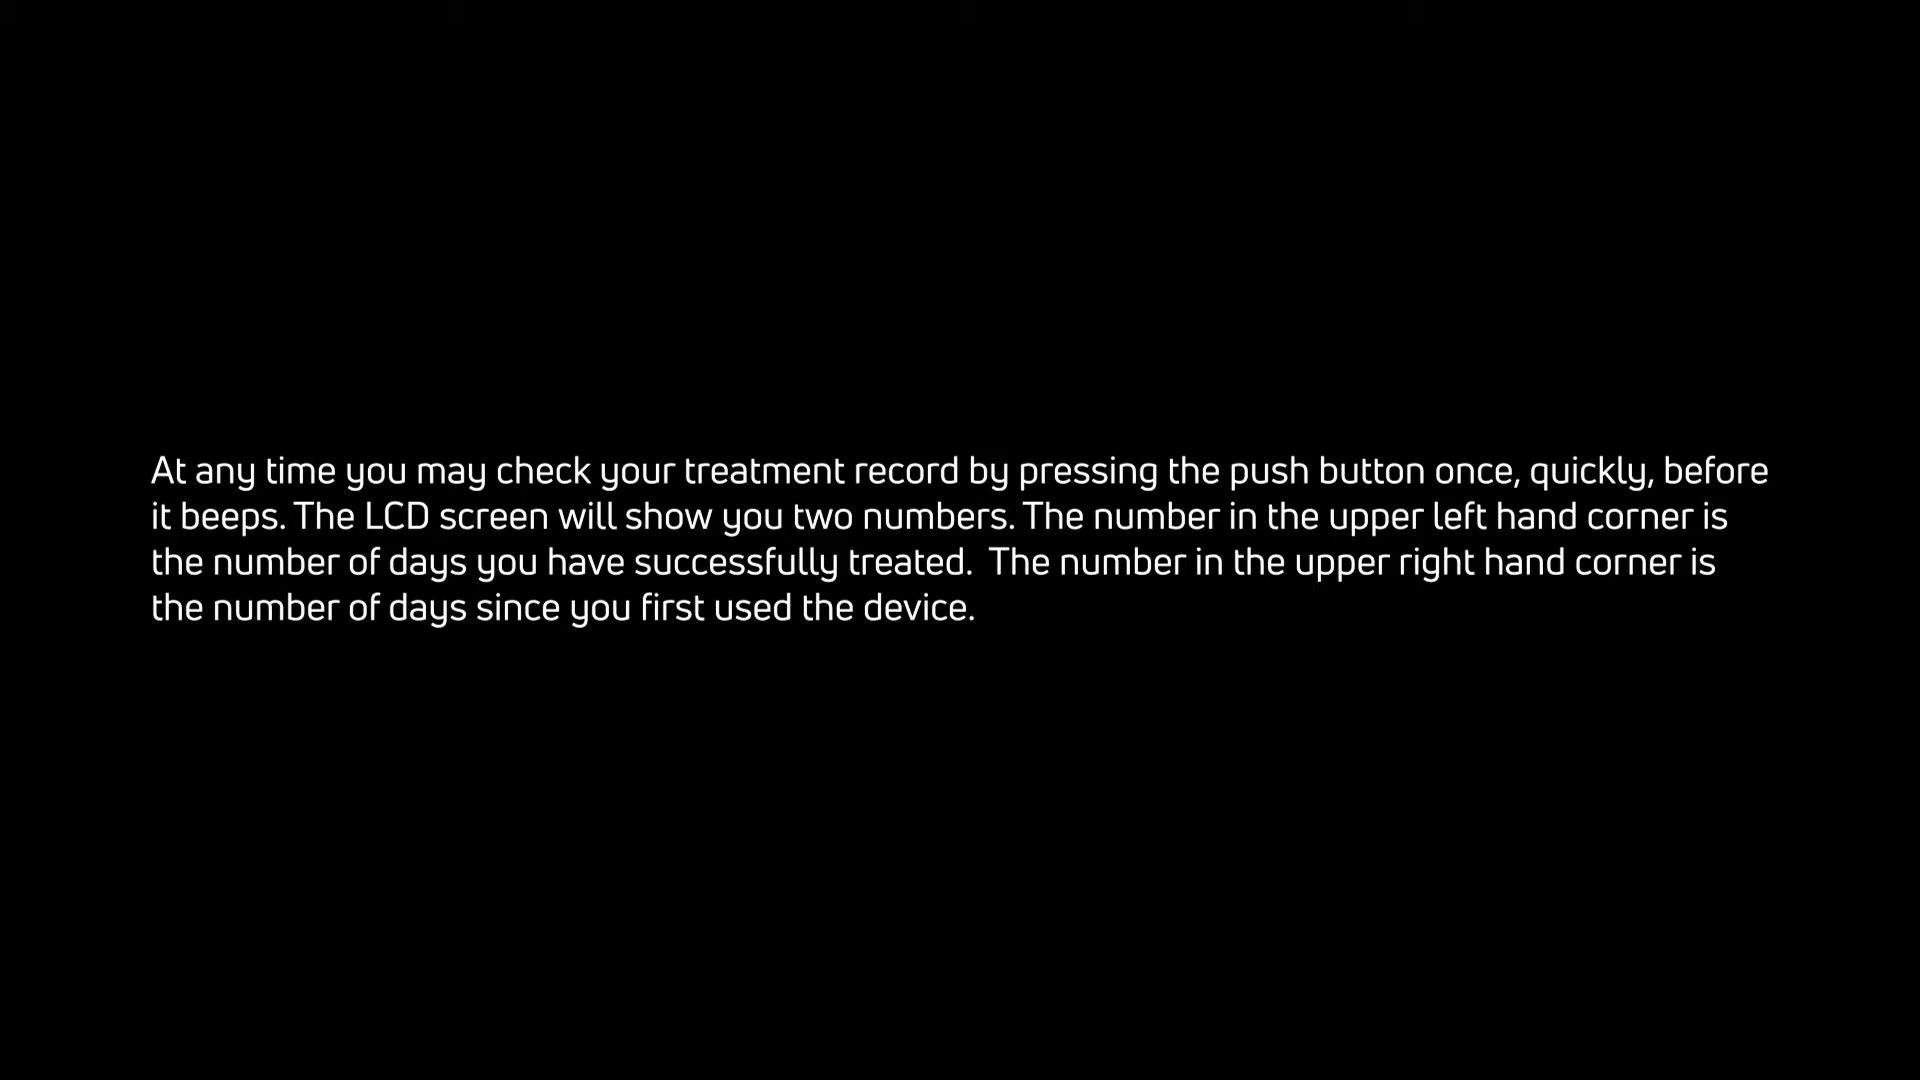 At any time you may check your treatment record by pressing the push button once, quickly, before
it beeps. The LCD screen will show you two numbers. The number in the upper left hand corner is
the number of days you have successfully treated.  The number in the upper right hand corner is
the number of days since you first used the device.